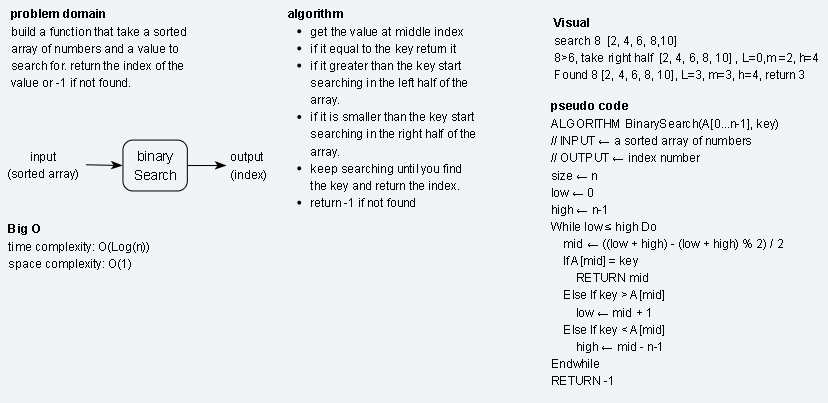 problem domain
build a function that take a sorted
array of numbers and a value to
search for. return the index of the
value or -1 if not found.
input
(sorted array)
binary
Search
output
(index)
Big O
time complexity: O(Log(n))
space complexity: O(1)
algorithm
• get the value at middle index
• if it equal to the key return it
• if it greater than the key start
searching in the left half of the
array.
• if it is smaller than the key start
searching in the right half of the
array.
• keep searching until you find
the key and return the index.
• return -1 if not found
Visual
search 8 [2, 4, 6, 8,10]
8>6, take right half [2, 4, 6, 8, 10] , L=0,m=2, h=4
Found 8 [2, 4, 6, 8, 10], L=3, m=3, h=4, return 3
pseudo code
ALGORITHM BinarySearch(A[0...n-1], key)
// INPUT ← a sorted array of numbers
// OUTPUT ← index number
size ← n
low ← 0
high ← n-1
While low ≤ high Do
mid ← ((low + high) - (low + high) % 2) / 2
If A[mid] = key
RETURN mid
Else If key > A[mid]
low ← mid + 1
Else If key < A[mid]
high ← mid - n-1
Endwhile
RETURN -1